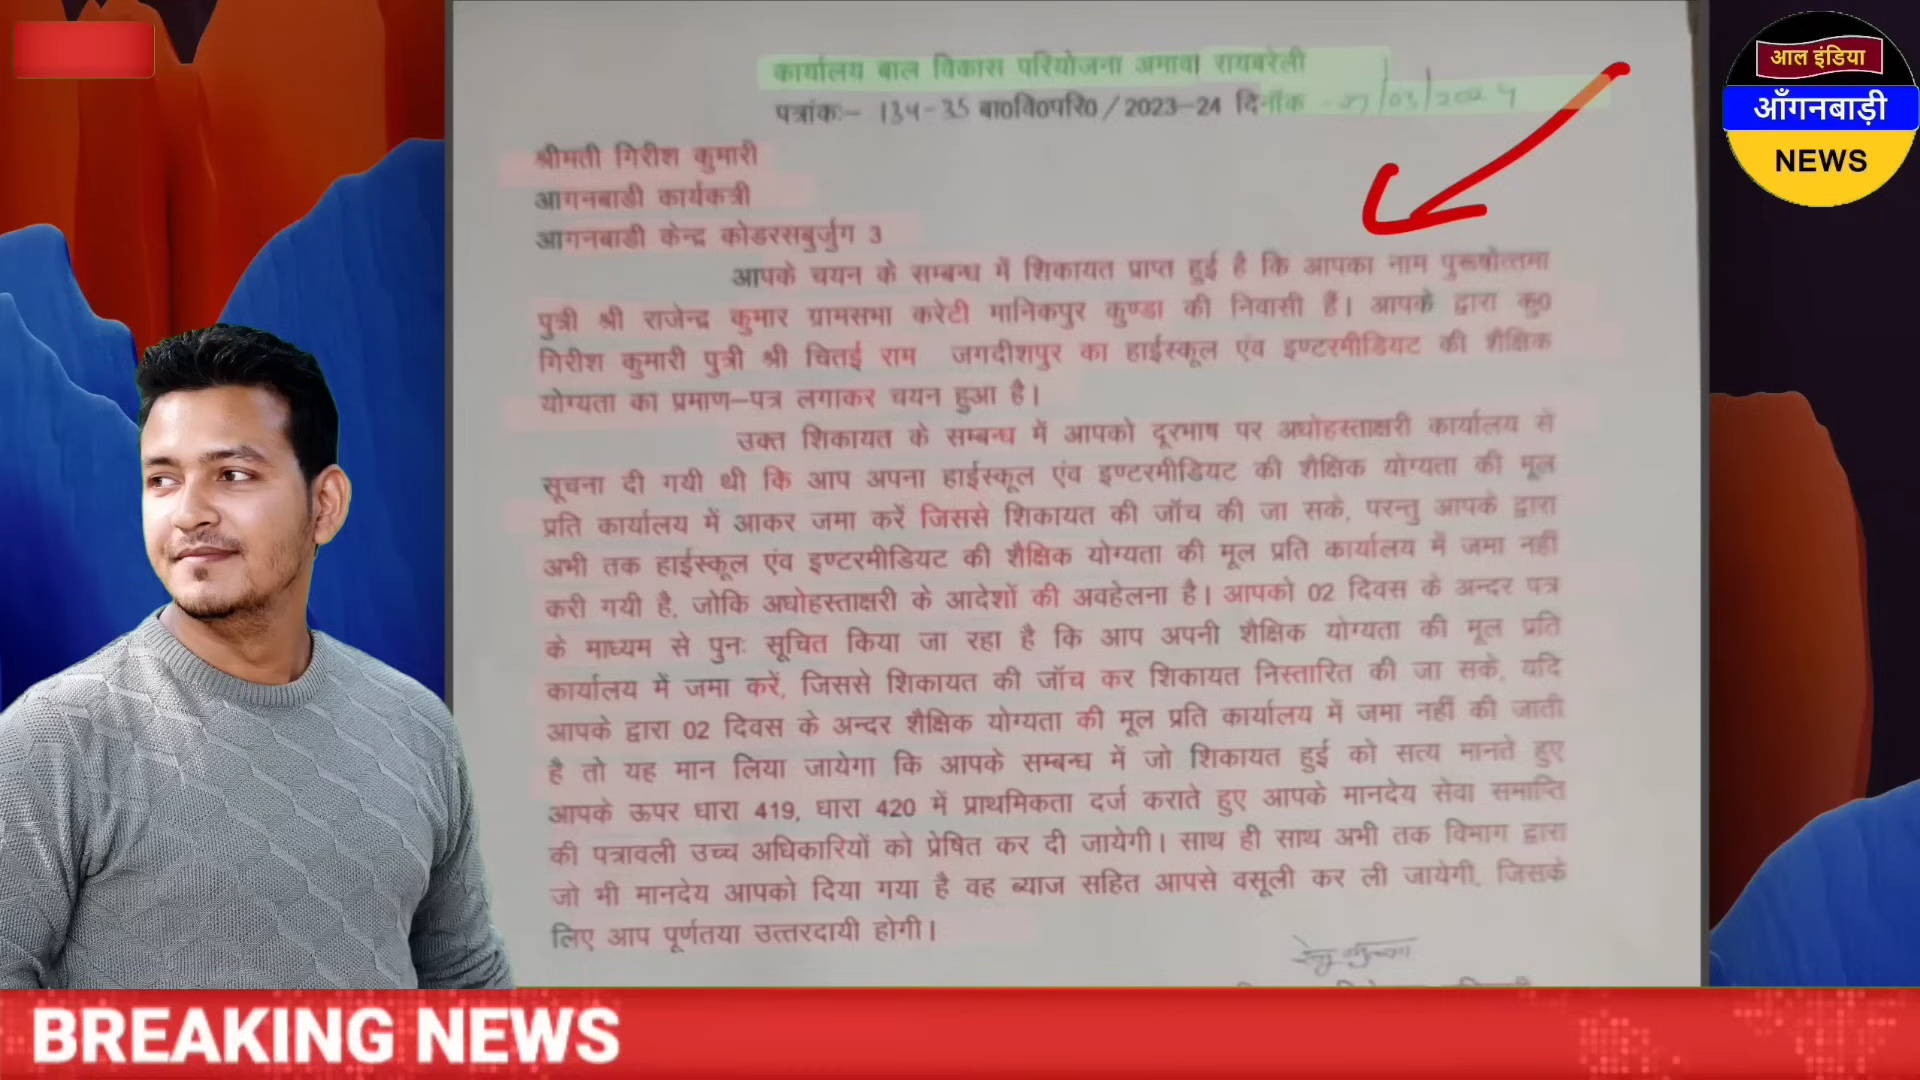 कार्यालय बाल विकास परियोजना अमावा रायबरेली
पत्रांकः– 134-35 बा0वि0परि0/2023–24 दिनॉक
श्रीमती गिरीश कुमारी
आगनबाडी कार्यकत्री
आगनबाडी केन्द्र कोडरसबुर्जुग 3
आपके चयन के सम्बन्ध में शिकायत प्राप्त हुई है कि आपका नाम पुरूषोत्तमा
पुत्री श्री राजेन्द्र कुमार ग्रामसभा करेटी मानिकपुर कुण्डा की निवासी हैं। आपके द्वारा कु0
गिरीश कुमारी पुत्री श्री चितई राम जगदीशपुर का हाईस्कूल एंव इण्टरमीडियट की शैक्षिक
योग्यता का प्रमाण–पत्र लगाकर चयन हुआ है।
उक्त शिकायत के सम्बन्ध में आपको दूरभाष पर अधोहस्ताक्षरी कार्यालय से
सूचना दी गयी थी कि आप अपना हाईस्कूल एंव इण्टरमीडियट की शैक्षिक योग्यता की मूल
प्रति कार्यालय में आकर जमा करें जिससे शिकायत की जॉच की जा सके, परन्तु आपके द्वारा
अभी तक हाईस्कूल एंव इण्टरमीडियट की शैक्षिक योग्यता की मूल प्रति कार्यालय में जमा नहीं
करी गयी है, जोकि अधोहस्ताक्षरी के आदेशों की अवहेलना है। आपको 02 दिवस के अन्दर पत्र
के माध्यम से पुनः सूचित किया जा रहा है कि आप अपनी शैक्षिक योग्यता की मूल प्रति
कार्यालय में जमा करें, जिससे शिकायत की जॉच कर शिकायत निस्तारित की जा सके, यदि
आपके द्वारा 02 दिवस के अन्दर शैक्षिक योग्यता की मूल प्रति कार्यालय में जमा नहीं की जाती
है तो यह मान लिया जायेगा कि आपके सम्बन्ध में जो शिकायत हुई को सत्य मानते हुए
आपके ऊपर धारा 419, धारा 420 में प्राथमिकता दर्ज कराते हुए आपके मानदेय सेवा समाप्ति
की पत्रावली उच्च अधिकारियों को प्रेषित कर दी जायेगी। साथ ही साथ अभी तक विभाग द्वारा
जो भी मानदेय आपको दिया गया है वह ब्याज सहित आपसे वसूली कर ली जायेगी, जिसके
लिए आप पूर्णतया उत्तरदायी होगी।
आल इंडिया
आँगनबाड़ी
NEWS
BREAKING NEWS